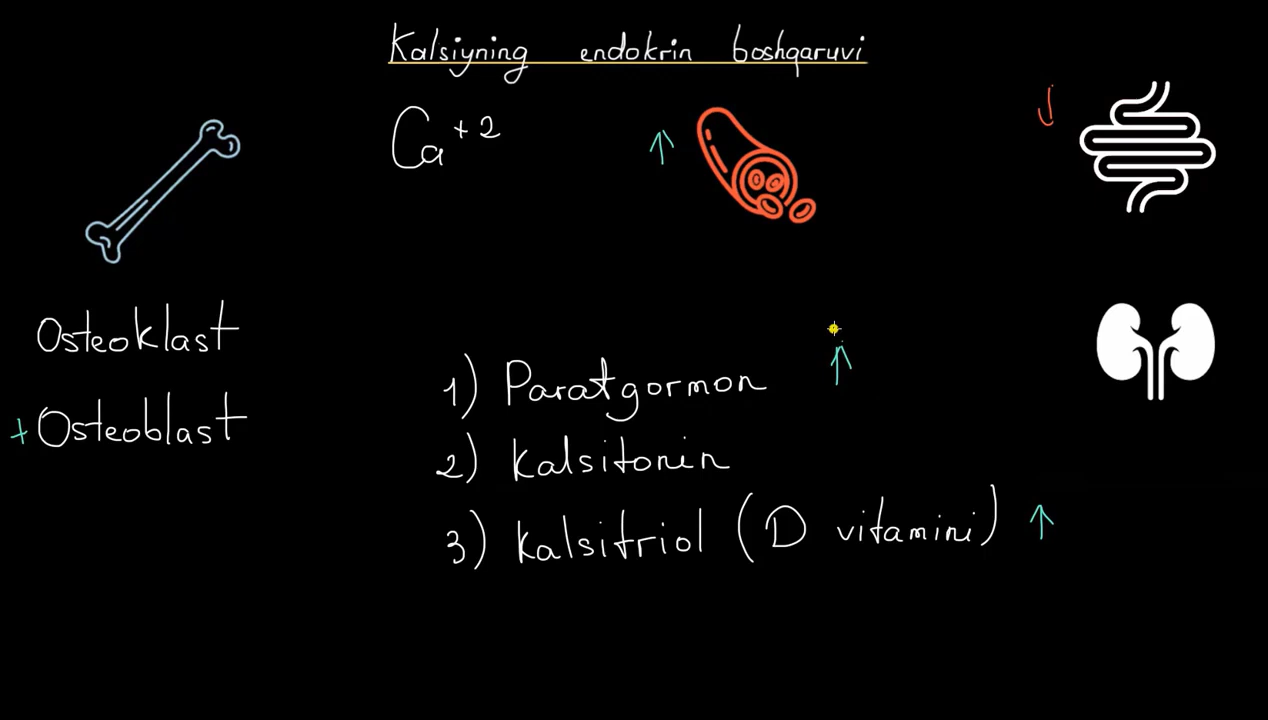 Kalsiyning endokrin boshqaruvi
Ca+2
Osteoklast
+ Osteoblast
1) Paratgormon
2) Kalsitonin
3) Kalsitriol (D vitamini)